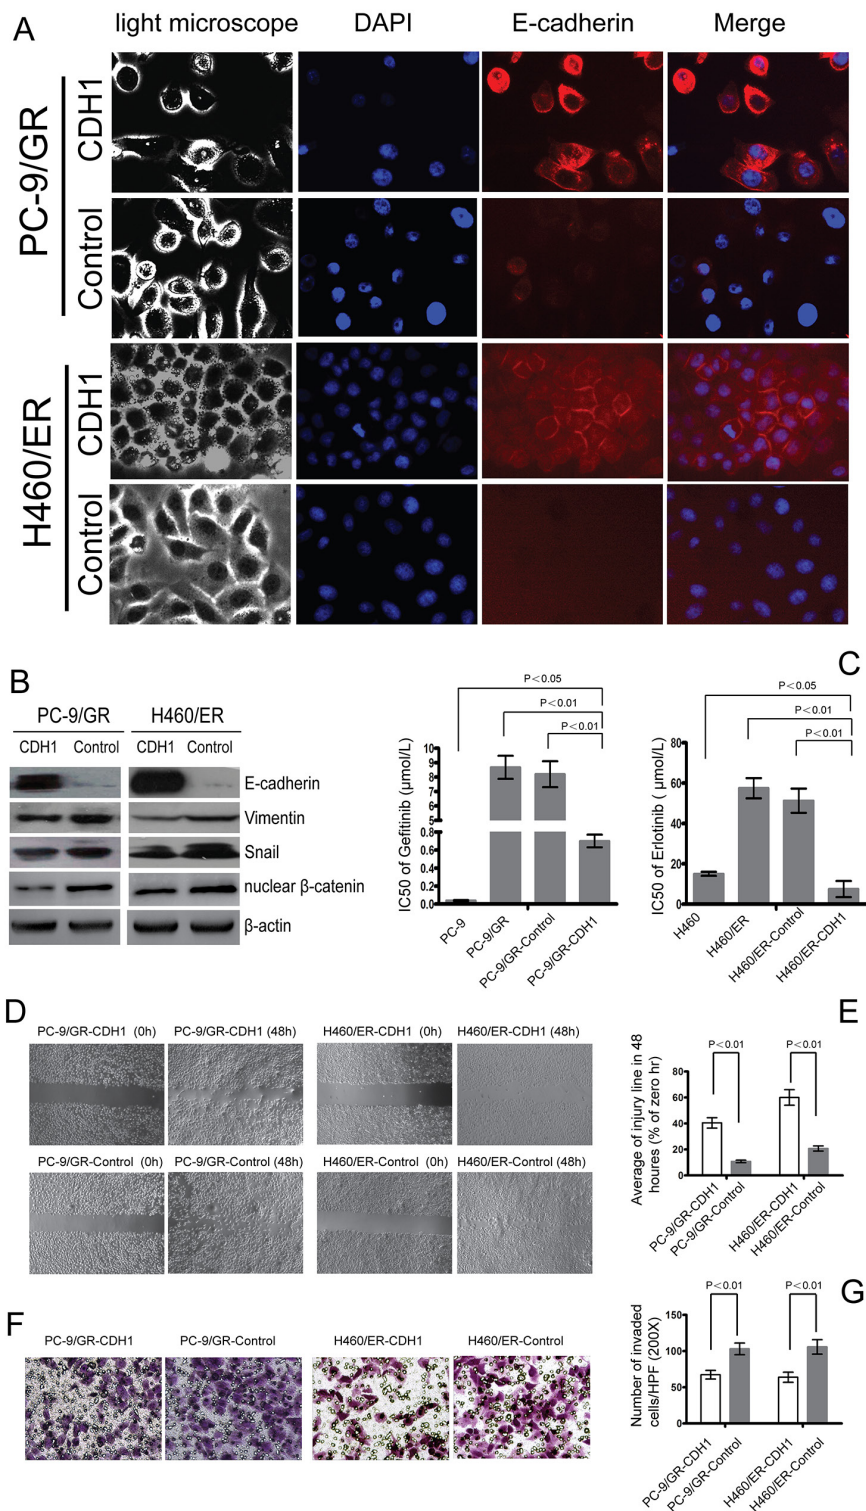 A
light microscope DAPI E-cadherin Merge
PC-9/GR
CDH1
Control
H460/ER
CDH1
Control
B
PC-9/GR H460/ER
CDH1 Control CDH1 Control
E-cadherin
Vimentin
Snail
nuclear β-catenin
β-actin
P<0.05
P<0.01
P<0.01
IC50 of Gefitinib (μmol/L)
10
9
8
7
6
5
0.8
0.6
0.4
0.2
0.0
PC-9
PC-9/GR
PC-9/GR-Control
PC-9/GR-CDH1
C
P<0.05
P<0.01
P<0.01
IC50 of Erlotinib ( μmol/L)
80
60
40
20
0
H460
H460/ER
H460/ER-Control
H460/ER-CDH1
D
PC-9/GR-CDH1 (0h) PC-9/GR-CDH1 (48h) H460/ER-CDH1 (0h) H460/ER-CDH1 (48h)
PC-9/GR-Control (0h) PC-9/GR-Control (48h) H460/ER-Control (0h) H460/ER-Control (48h)
E
P<0.01 P<0.01
Average of injury line in 48
houres (% of zero hr)
80
60
40
20
0
PC-9/GR-CDH1
PC-9/GR-Control
H460/ER-CDH1
H460/ER-Control
F
PC-9/GR-CDH1 PC-9/GR-Control H460/ER-CDH1 H460/ER-Control
G
P<0.01 P<0.01
Number of invaded
cells/HPF (200X)
150
100
50
0
PC-9/GR-CDH1
PC-9/GR-Control
H460/ER-CDH1
H460/ER-Control